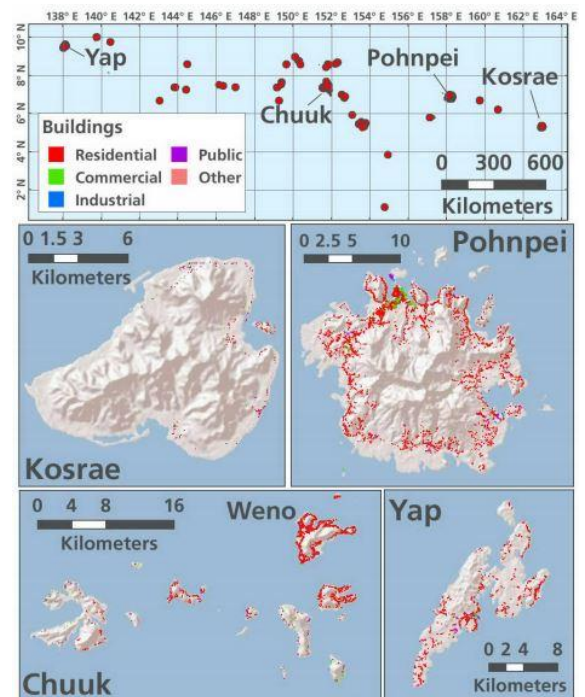 138° E 140° E 142° E 144° E 146° E 148° E 150° E 152° E 154° E 156° E 158° E 160° E 162° E 164° E
10° N
8° N
6° N
4° N
2° N
Yap
Pohnpei
Kosrae
Chuuk
Buildings
Residential
Public
Commercial
Other
Industrial
0 300 600
Kilometers
0 1.5 3 6
Kilometers
Kosrae
0 2.5 5 10
Kilometers
Pohnpei
0 4 8 16
Kilometers
Weno
Chuuk
Yap
0 2 4 8
Kilometers